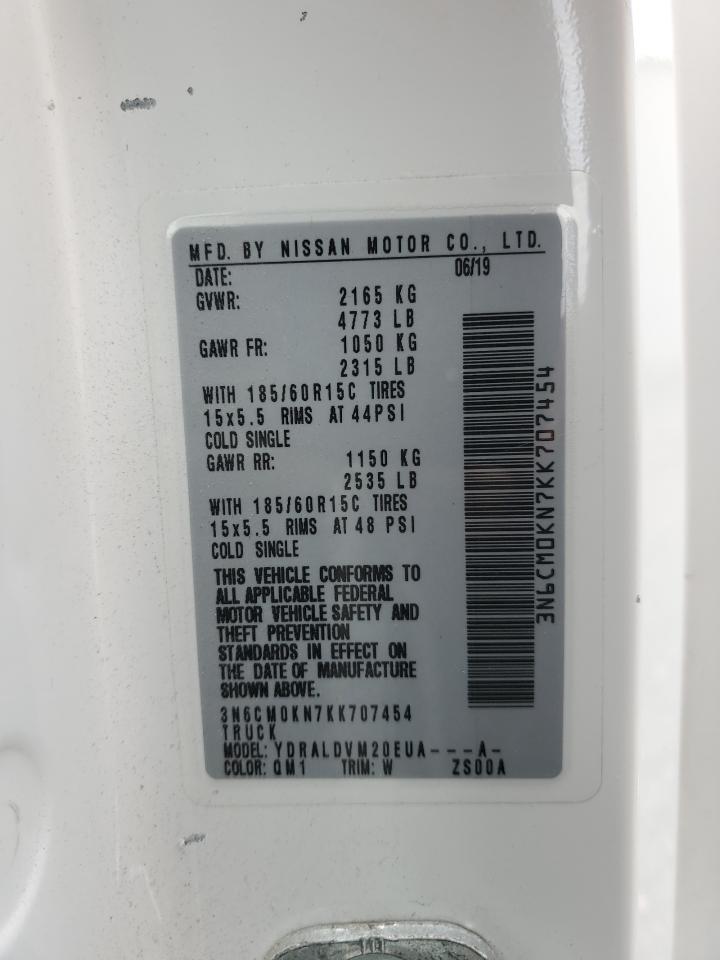 MFD. BY NISSAN MOTOR CO., LTD.
DATE: 06/19
GVWR: 2165 KG
4773 LB
GAWR FR: 1050 KG
2315 LB
WITH 185/60R15C TIRES
15x5.5 RIMS AT 44PSI
COLD SINGLE
GAWR RR: 1150 KG
2535 LB
WITH 185/60R15C TIRES
15x5.5 RIMS AT 48 PSI
COLD SINGLE
THIS VEHICLE CONFORMS TO
ALL APPLICABLE FEDERAL
MOTOR VEHICLE SAFETY AND
THEFT PREVENTION
STANDARDS IN EFFECT ON
THE DATE OF MANUFACTURE
SHOWN ABOVE.
3N6CM0KN7KK707454
TRUCK
MODEL: YDRALDVM20EUA---A-
COLOR: QM1 TRIM: W ZS00A
3N6CM0KN7KK707454